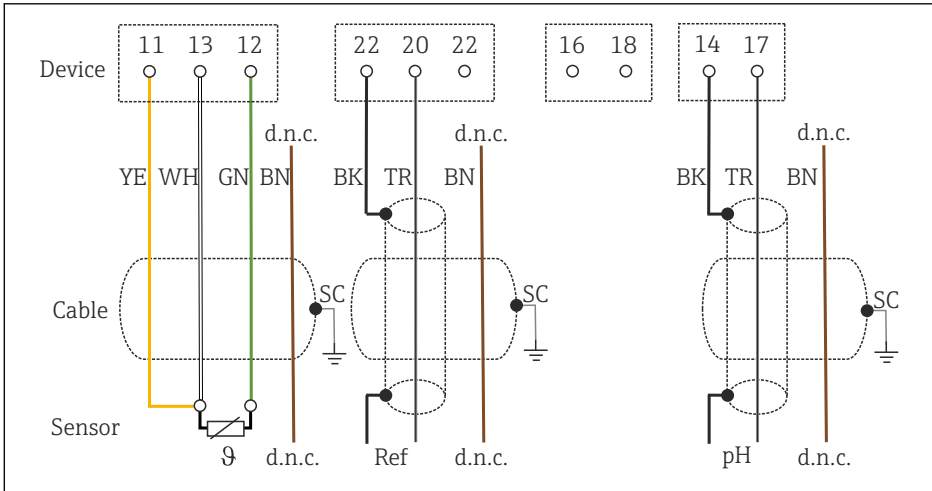 11 13 12 22 20 22 16 18 14 17
Device
d.n.c. d.n.c.
YE WH GN BN BK TR BN BK TR BN
SC SC SC
Cable
Sensor
ϑ d.n.c. Ref d.n.c. pH d.n.c.